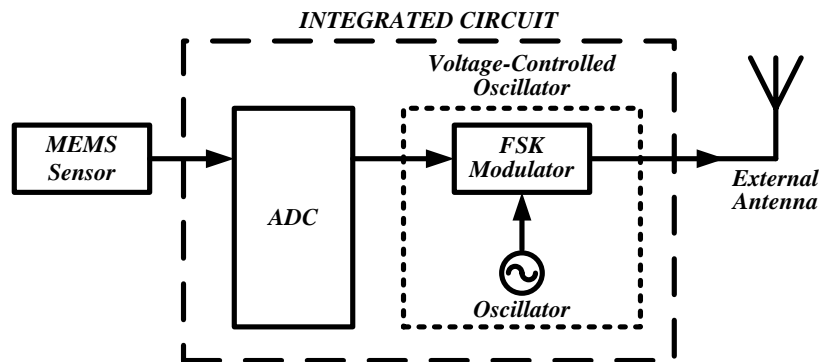 INTEGRATED CIRCUIT
Voltage-Controlled
Oscillator
MEMS
Sensor
ADC
FSK
Modulator
Oscillator
External
Antenna